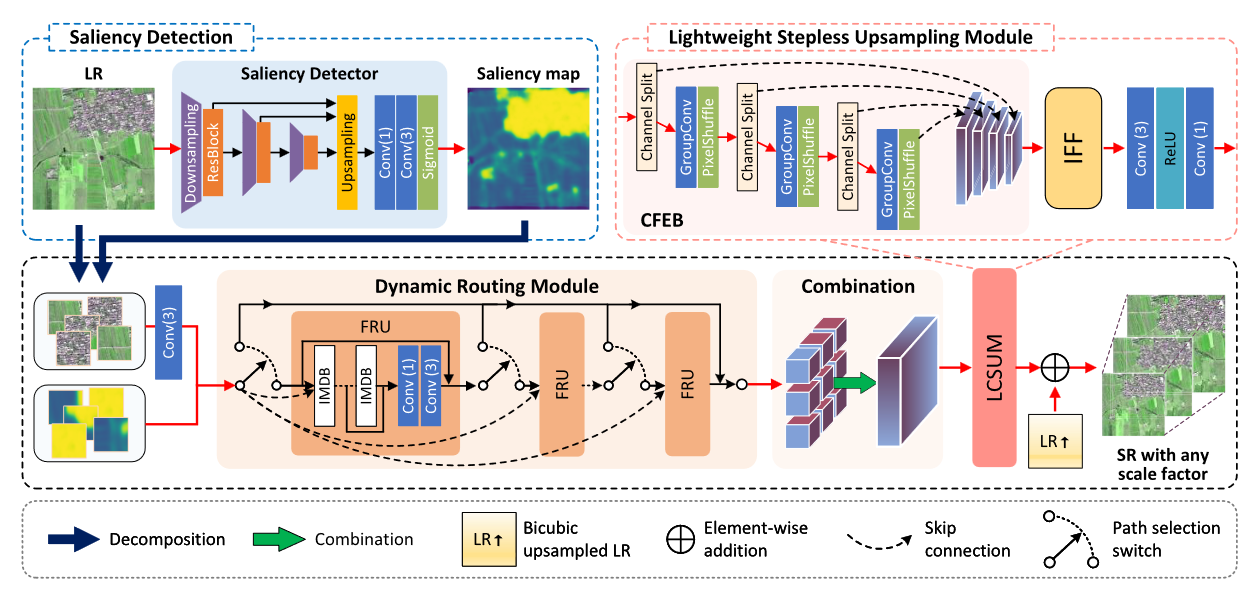 Saliency Detection
LR
Saliency Detector
Saliency map
Downsampling
ResBlock
Upsampling
Conv(1)
Conv(3)
Sigmoid
Lightweight Stepless Upsampling Module
Channel Split
GroupConv
PixelShuffle
Channel Split
GroupConv
PixelShuffle
Channel Split
GroupConv
PixelShuffle
CFEB
IFF
Conv (3)
ReLU
Conv (1)
Conv(3)
Dynamic Routing Module
FRU
IMDB
IMDB
Conv (1)
Conv (3)
FRU
FRU
Combination
LCSUM
LR↑
SR with any
scale factor
Decomposition
Combination
LR↑
Bicubic
upsampled LR
Element-wise
addition
Skip
connection
Path selection
switch